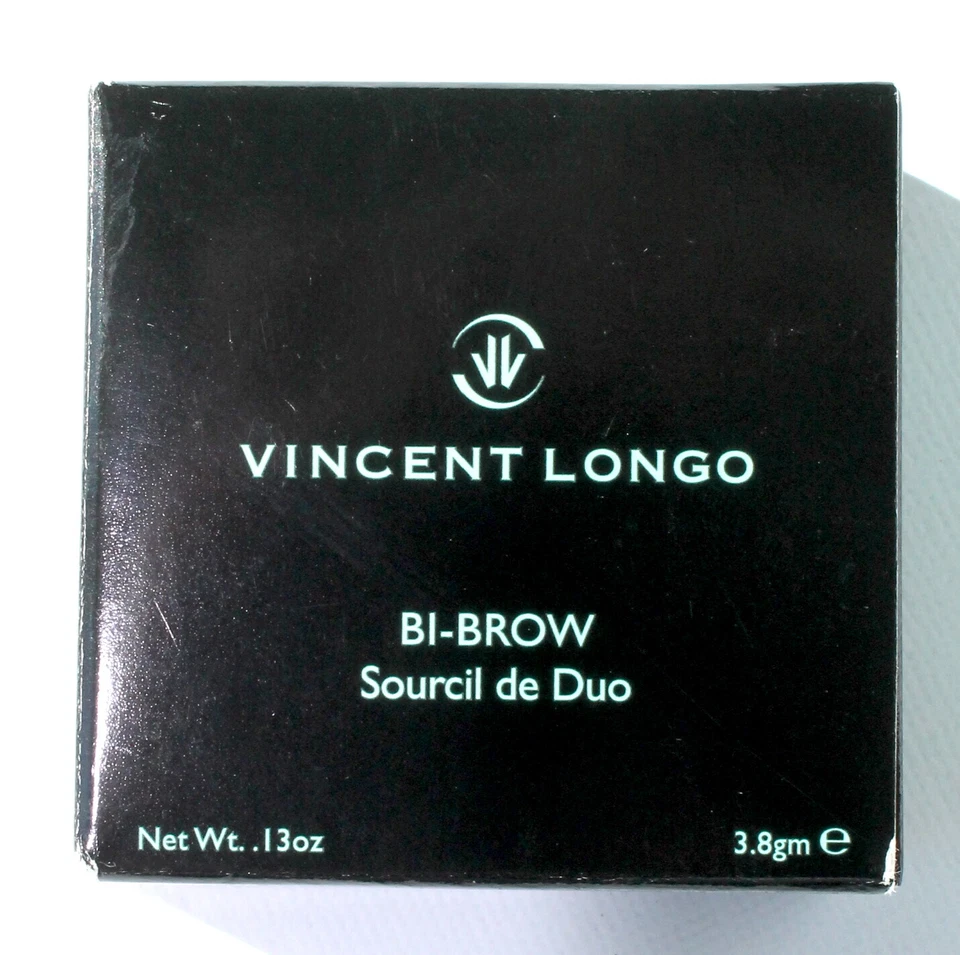 VINCENT LONGO
BI-BROW
Sourcil de Duo
Net Wt. .13oz
3.8gm ℮